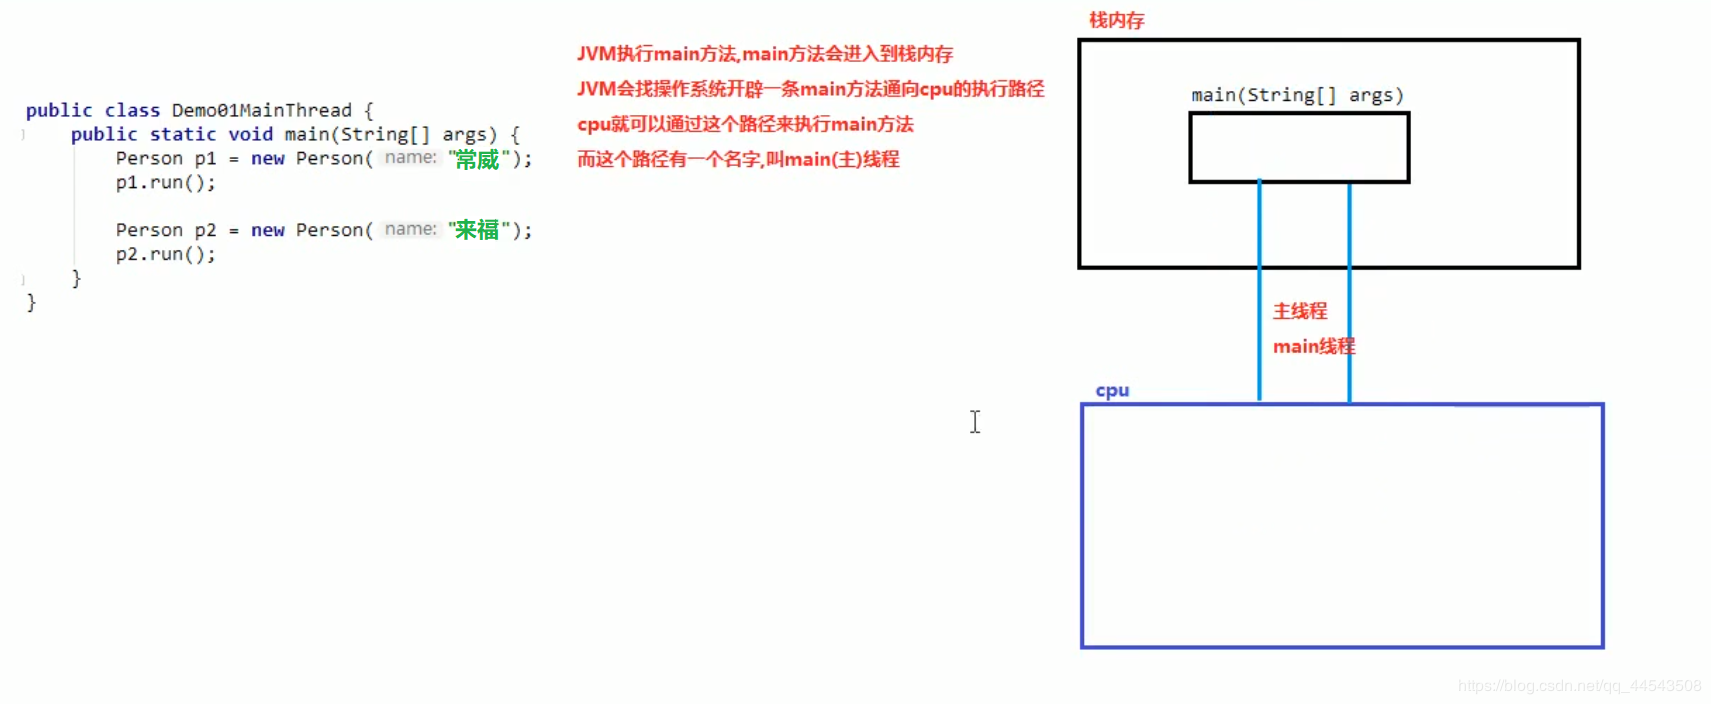 public class Demo01MainThread {
public static void main(String[] args) {
Person p1 = new Person( name: "常威");
p1.run();
Person p2 = new Person( name: "来福");
p2.run();
}
}
JVM执行main方法,main方法会进入到栈内存
JVM会找操作系统开辟一条main方法通向cpu的执行路径
cpu就可以通过这个路径来执行main方法
而这个路径有一个名字,叫main(主)线程
栈内存
main(String[] args)
主线程
main线程
cpu
https://blog.csdn.net/qq_44543508